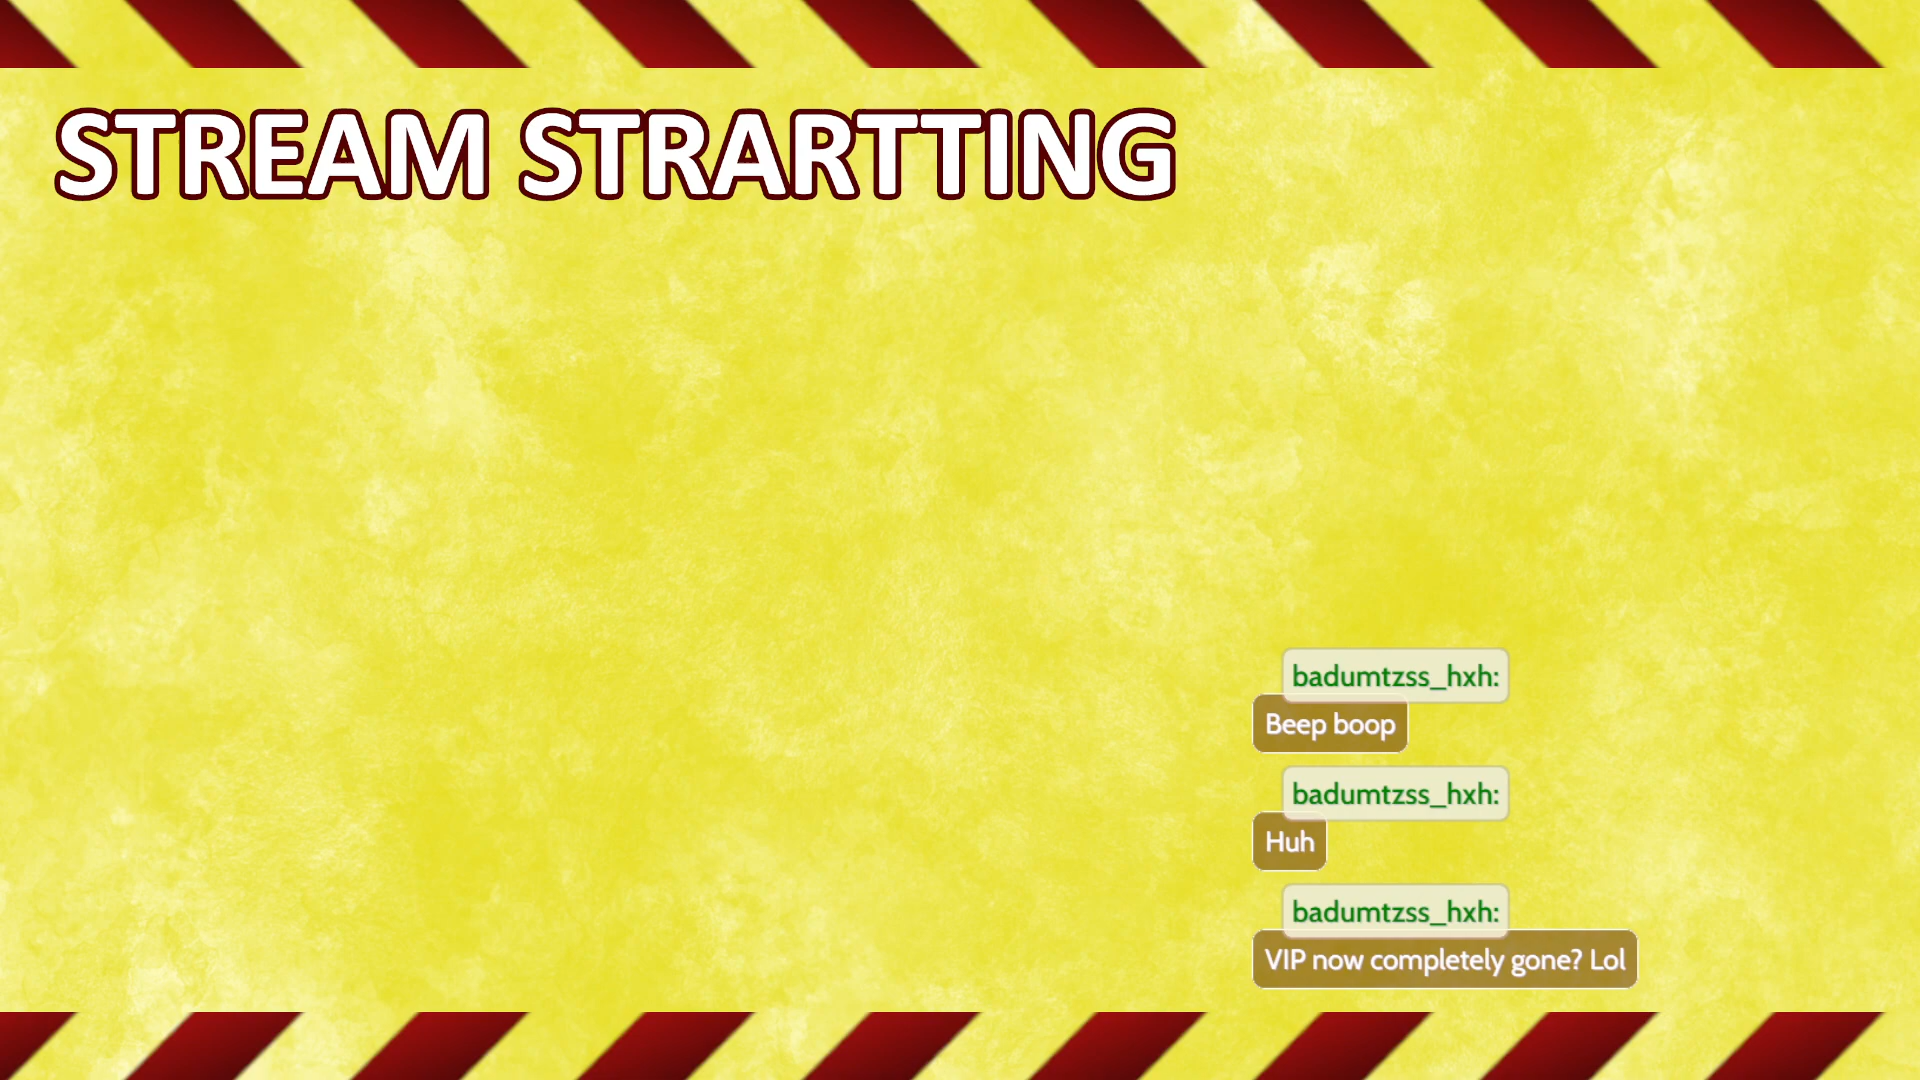 STREAM STRARTTING
badumtzss_hxh:
Beep boop
badumtzss_hxh:
Huh
badumtzss_hxh:
VIP now completely gone? Lol